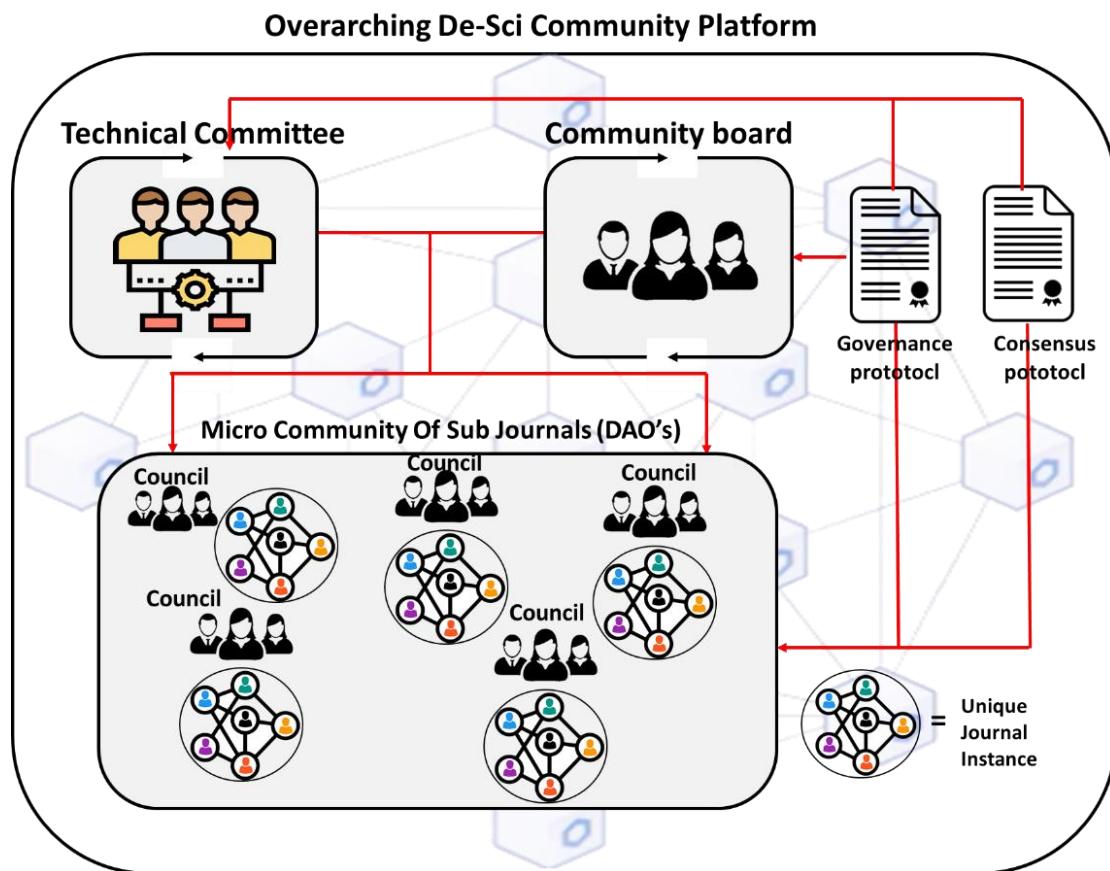 Overarching De-Sci Community Platform
Technical Committee
Community board
Governance
prototocl
Consensus
pototocl
Micro Community Of Sub Journals (DAO's)
Council
Council
Council
Council
Council
= Unique
Journal
Instance